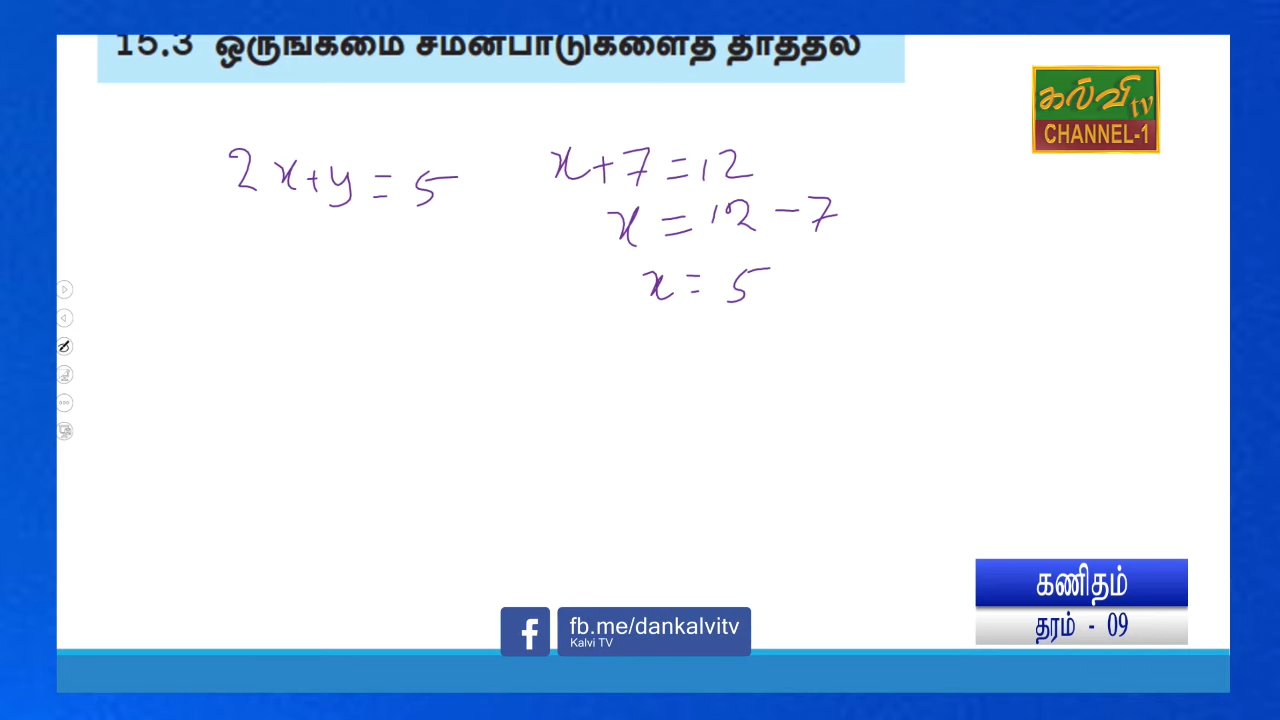 15.3 ஒருங்கமை சமன்பாடுகளைத் தீர்த்தல்
கல்வி tv
CHANNEL-1
2x+y=5
x+7=12
x=12-7
x=5
கணிதம்
தரம் - 09
fb.me/dankalvitv
Kalvi TV